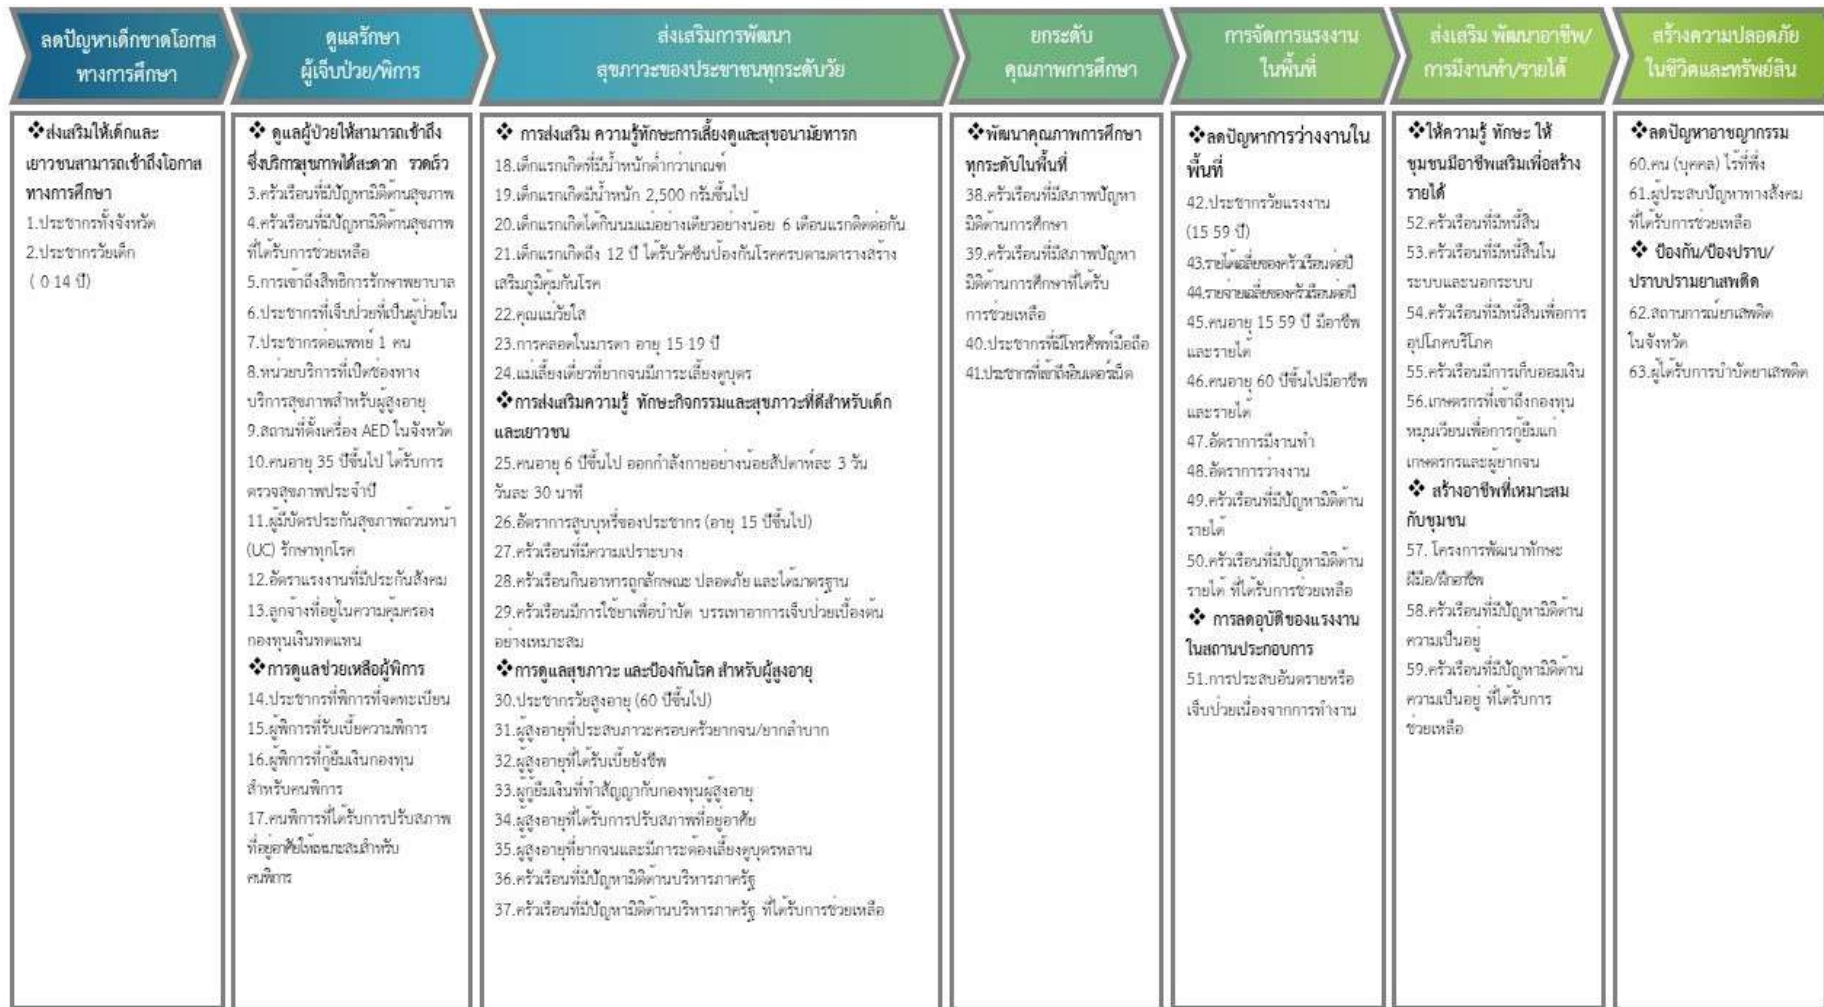 ลดปัญหาเด็กขาดโอกาส
ทางการศึกษา
ดูแลรักษา
ผู้เจ็บป่วย/พิการ
ส่งเสริมการพัฒนา
สุขภาวะของประชาชนทุกระดับวัย
ยกระดับ
คุณภาพการศึกษา
การจัดการแรงงาน
ในพื้นที่
ส่งเสริม พัฒนาอาชีพ/
การมีงานทำ/รายได้
สร้างความปลอดภัย
ในชีวิตและทรัพย์สิน
❖ส่งเสริมให้เด็กและ
เยาวชนสามารถเข้าถึงโอกาส
ทางการศึกษา
1.ประชากรทั้งจังหวัด
2.ประชากรวัยเด็ก
( 0-14 ปี)
❖ ดูแลผู้ป่วยให้สามารถเข้าถึง
ซึ่งบริการสุขภาพได้สะดวก รวดเร็ว
3.ครัวเรือนที่มีปัญหามิติด้านสุขภาพ
4.ครัวเรือนที่มีปัญหามิติด้านสุขภาพ
ที่ได้รับการช่วยเหลือ
5.การเข้าถึงสิทธิการรักษาพยาบาล
6.ประชากรที่เจ็บป่วยที่เป็นผู้ป่วยใน
7.ประชากรต่อแพทย์ 1 คน
8.หน่วยบริการที่เปิดช่องทาง
บริการสุขภาพสำหรับผู้สูงอายุ
9.สถานที่ตั้งเครื่อง AED ในจังหวัด
10.คนอายุ 35 ปีขึ้นไป ได้รับการ
ตรวจสุขภาพประจำปี
11.ผู้มีบัตรประกันสุขภาพถ้วนหน้า
(UC) รักษาทุกโรค
12.อัตราแรงงานที่มีประกันสังคม
13.ลูกจ้างที่อยู่ในความคุ้มครอง
กองทุนเงินทดแทน
❖การดูแลช่วยเหลือผู้พิการ
14.ประชากรที่พิการที่จดทะเบียน
15.ผู้พิการที่รับเบี้ยความพิการ
16.ผู้พิการที่กู้ยืมเงินกองทุน
สำหรับคนพิการ
17.คนพิการที่ได้รับการปรับสภาพ
ที่อยู่อาศัยให้เหมาะสมสำหรับ
คนพิการ
❖ การส่งเสริม ความรู้ทักษะการเลี้ยงดูและสุขอนามัยทารก
18.เด็กแรกเกิดที่มีน้ำหนักต่ำกว่าเกณฑ์
19.เด็กแรกเกิดมีน้ำหนัก 2,500 กรัมขึ้นไป
20.เด็กแรกเกิดได้กินนมแม่อย่างเดียวอย่างน้อย 6 เดือนแรกติดต่อกัน
21.เด็กแรกเกิดถึง 12 ปี ได้รับวัคซีนป้องกันโรคครบตามตารางสร้าง
เสริมภูมิคุ้มกันโรค
22.คุณแม่วัยใส
23.การคลอดในมารดา อายุ 15-19 ปี
24.แม่เลี้ยงเดี่ยวที่ยากจนมีภาระเลี้ยงดูบุตร
❖การส่งเสริมความรู้ ทักษะกิจกรรมและสุขภาวะที่ดีสำหรับเด็ก
และเยาวชน
25.คนอายุ 6 ปีขึ้นไป ออกกำลังกายอย่างน้อยสัปดาห์ละ 3 วัน
วันละ 30 นาที
26.อัตราการสูบบุหรี่ของประชากร (อายุ 15 ปีขึ้นไป)
27.ครัวเรือนที่มีความเปราะบาง
28.ครัวเรือนกินอาหารถูกลักษณะ ปลอดภัย และได้มาตรฐาน
29.ครัวเรือนมีการใช้ยาเพื่อบำบัด บรรเทาอาการเจ็บป่วยเบื้องต้น
อย่างเหมาะสม
❖การดูแลสุขภาวะ และป้องกันโรค สำหรับผู้สูงอายุ
30.ประชากรวัยสูงอายุ (60 ปีขึ้นไป)
31.ผู้สูงอายุที่ประสบภาวะครอบครัวยากจน/ยากลำบาก
32.ผู้สูงอายุที่ได้รับเบี้ยยังชีพ
33.ผู้กู้ยืมเงินที่ทำสัญญากับกองทุนผู้สูงอายุ
34.ผู้สูงอายุที่ได้รับการปรับสภาพที่อยู่อาศัย
35.ผู้สูงอายุที่ยากจนและมีภาระต้องเลี้ยงดูบุตรหลาน
36.ครัวเรือนที่มีปัญหามิติด้านบริหารภาครัฐ
37.ครัวเรือนที่มีปัญหามิติด้านบริหารภาครัฐ ที่ได้รับการช่วยเหลือ
❖พัฒนาคุณภาพการศึกษา
ทุกระดับในพื้นที่
38.ครัวเรือนที่มีสภาพปัญหา
มิติด้านการศึกษา
39.ครัวเรือนที่มีสภาพปัญหา
มิติด้านการศึกษาที่ได้รับ
การช่วยเหลือ
40.ประชากรที่มีโทรศัพท์มือถือ
41.ประชากรที่เข้าถึงอินเตอร์เน็ต
❖ลดปัญหาการว่างงานใน
พื้นที่
42.ประชากรวัยแรงงาน
(15-59 ปี)
43.รายได้เฉลี่ยของครัวเรือนต่อปี
44.รายจ่ายเฉลี่ยของครัวเรือนต่อปี
45.คนอายุ 15-59 ปี มีอาชีพ
และรายได้
46.คนอายุ 60 ปีขึ้นไปมีอาชีพ
และรายได้
47.อัตราการมีงานทำ
48.อัตราการว่างงาน
49.ครัวเรือนที่มีปัญหามิติด้าน
รายได้
50.ครัวเรือนที่มีปัญหามิติด้าน
รายได้ ที่ได้รับการช่วยเหลือ
❖ การลดอุบัติของแรงงาน
ในสถานประกอบการ
51.การประสบอันตรายหรือ
เจ็บป่วยเนื่องจากการทำงาน
❖ให้ความรู้ ทักษะ ให้
ชุมชนมีอาชีพเสริมเพื่อสร้าง
รายได้
52.ครัวเรือนที่มีหนี้สิน
53.ครัวเรือนที่มีหนี้สินใน
ระบบและนอกระบบ
54.ครัวเรือนที่มีหนี้สินเพื่อการ
อุปโภคบริโภค
55.ครัวเรือนมีการเก็บออมเงิน
56.เกษตรกรที่เข้าถึงกองทุน
หมุนเวียนเพื่อการกู้ยืมแก่
เกษตรกรและผู้ยากจน
❖ สร้างอาชีพที่เหมาะสม
กับชุมชน
57. โครงการพัฒนาทักษะ
ฝีมือ/ฝึกอาชีพ
58.ครัวเรือนที่มีปัญหามิติด้าน
ความเป็นอยู่
59.ครัวเรือนที่มีปัญหามิติด้าน
ความเป็นอยู่ ที่ได้รับการ
ช่วยเหลือ
❖ลดปัญหาอาชญากรรม
60.คน (บุคคล) ไร้ที่พึ่ง
61.ผู้ประสบปัญหาทางสังคม
ที่ได้รับการช่วยเหลือ
❖ ป้องกัน/ป้องปราบ/
ปราบปรามยาเสพติด
62.สถานการณ์ยาเสพติด
ในจังหวัด
63.ผู้ได้รับการบำบัดยาเสพติด